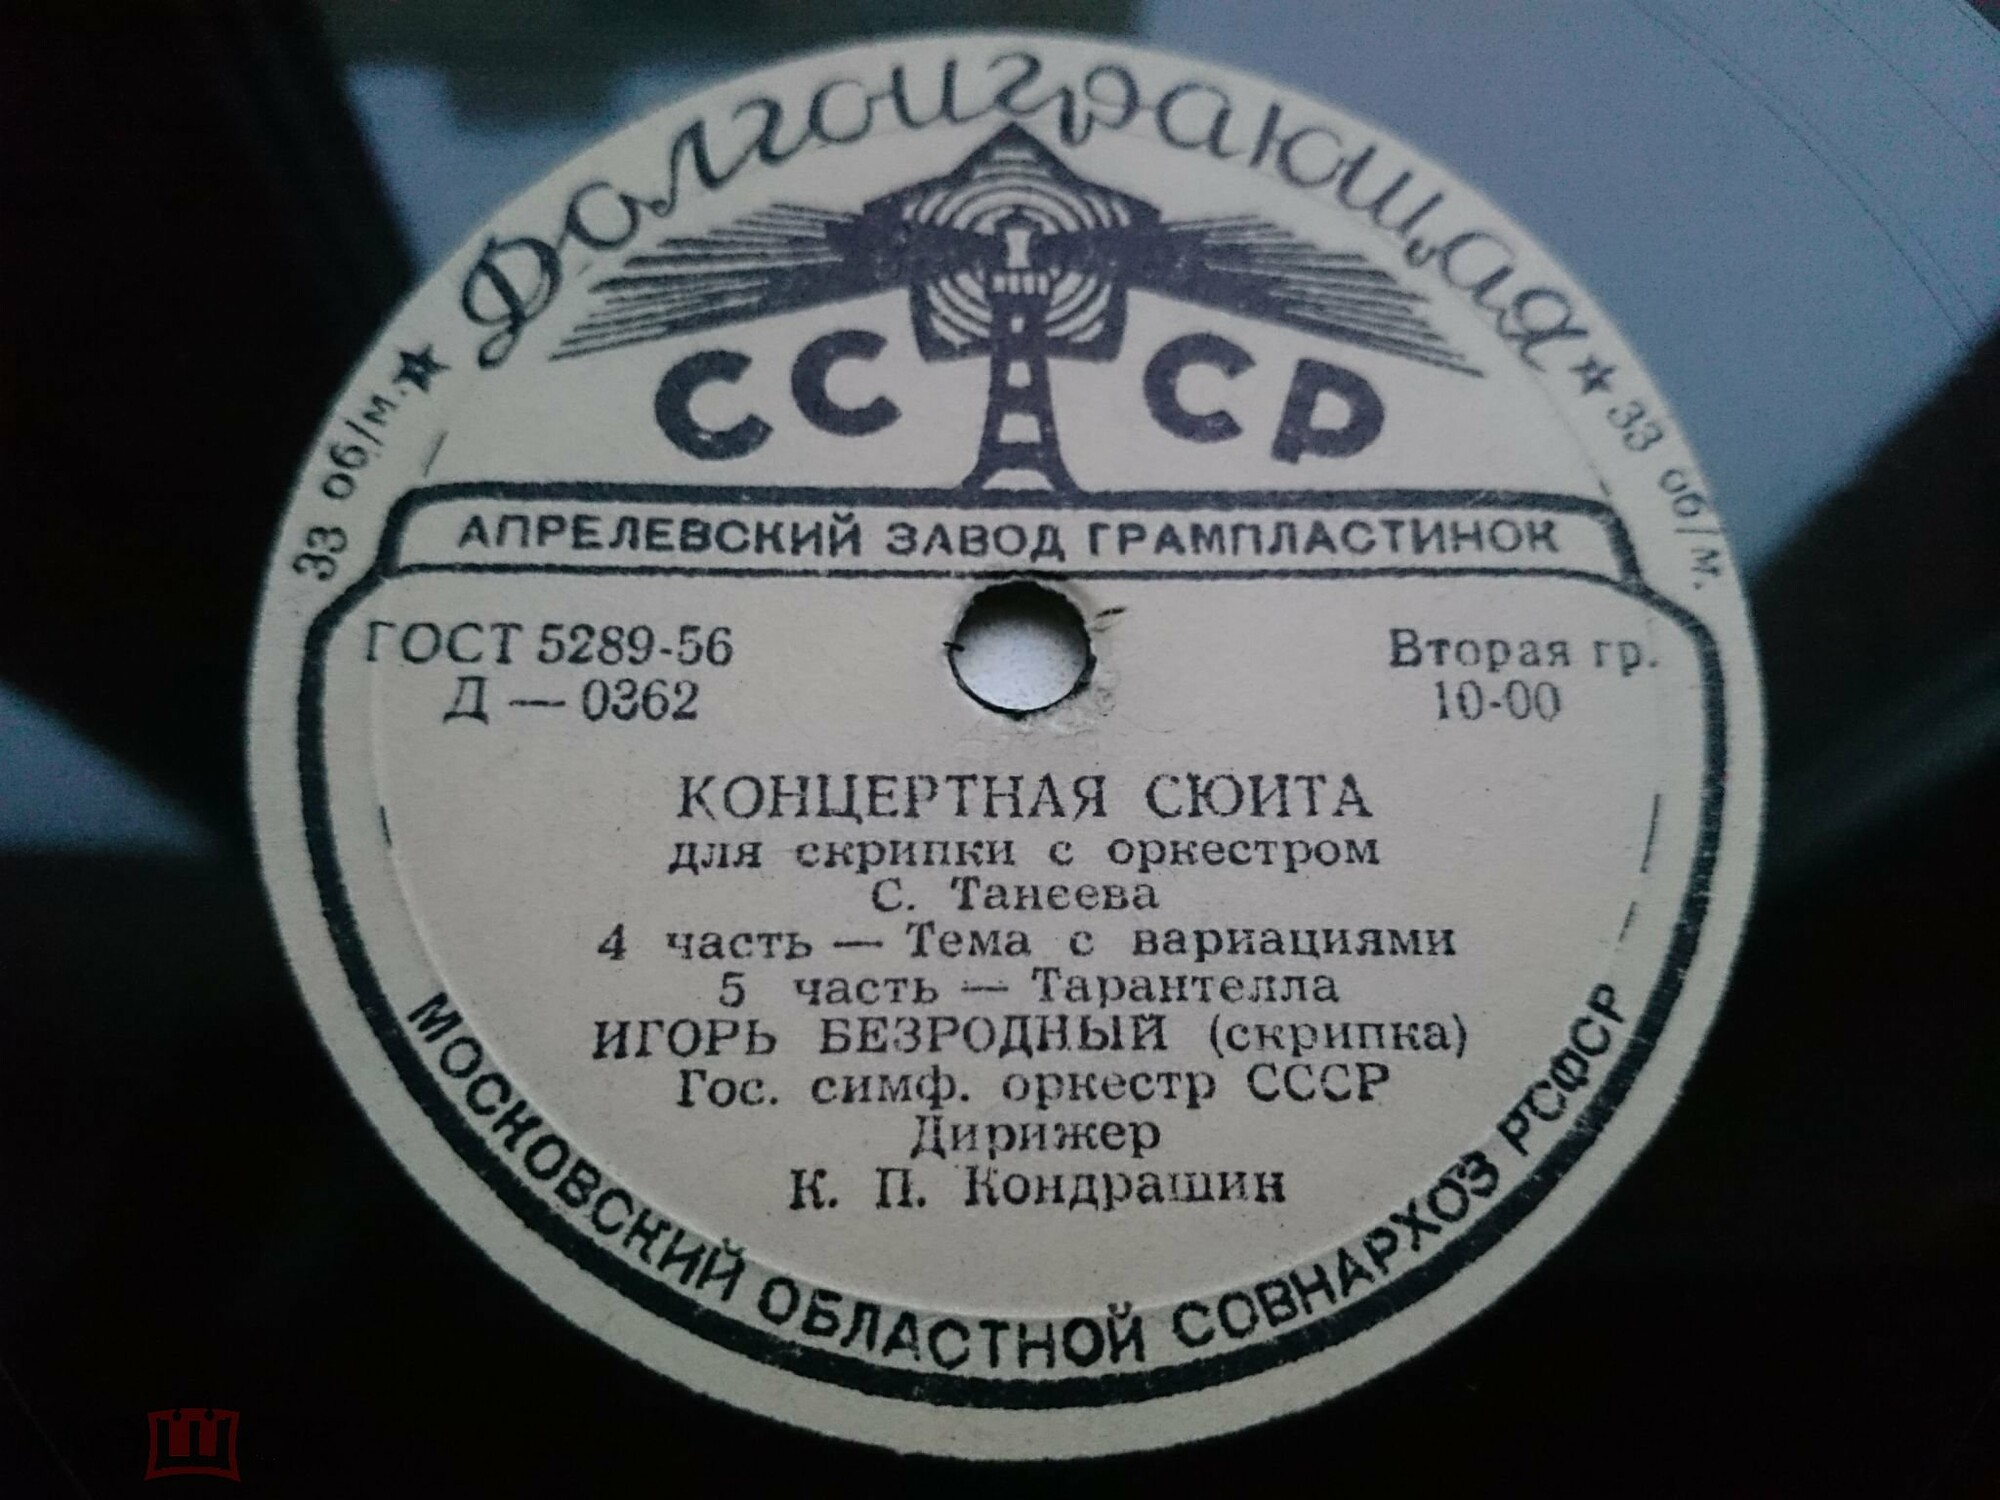 Долгоиграющая
33 об/м. ★
★ 33 об/м.
СССР
АПРЕЛЕВСКИЙ ЗАВОД ГРАМПЛАСТИНОК
ГОСТ 5289-56
Вторая гр.
Д — 0362
10-00
КОНЦЕРТНАЯ СЮИТА
для скрипки с оркестром
С. Танеева
4 часть — Тема с вариациями
5 часть — Тарантелла
ИГОРЬ БЕЗРОДНЫЙ (скрипка)
Гос. симф. оркестр СССР
Дирижер
К. П. Кондрашин
МОСКОВСКИЙ ОБЛАСТНОЙ СОВНАРХОЗ РСФСР